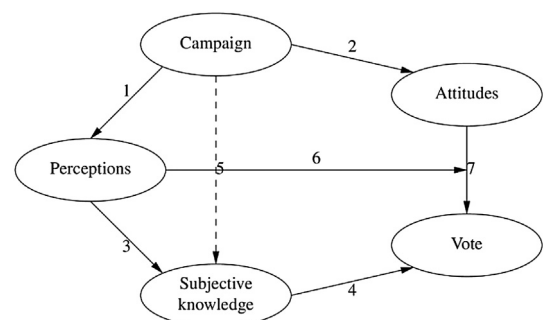 Campaign
2
Attitudes
1
Perceptions
5
6
7
3
Vote
Subjective
knowledge
4